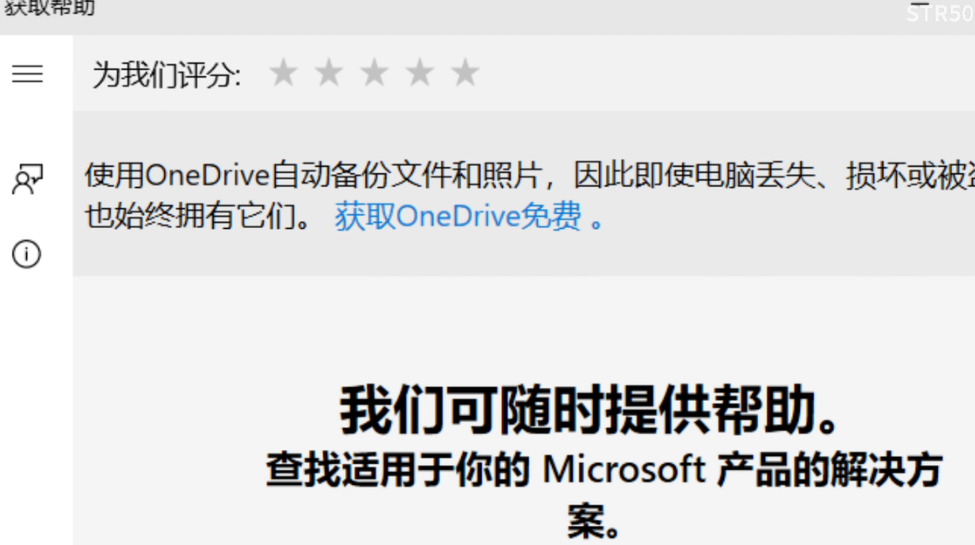 获取帮助
STR50
为我们评分:
使用OneDrive自动备份文件和照片，因此即使电脑丢失、损坏或被盗
也始终拥有它们。 获取OneDrive免费 。
我们可随时提供帮助。
查找适用于你的 Microsoft 产品的解决方
案。